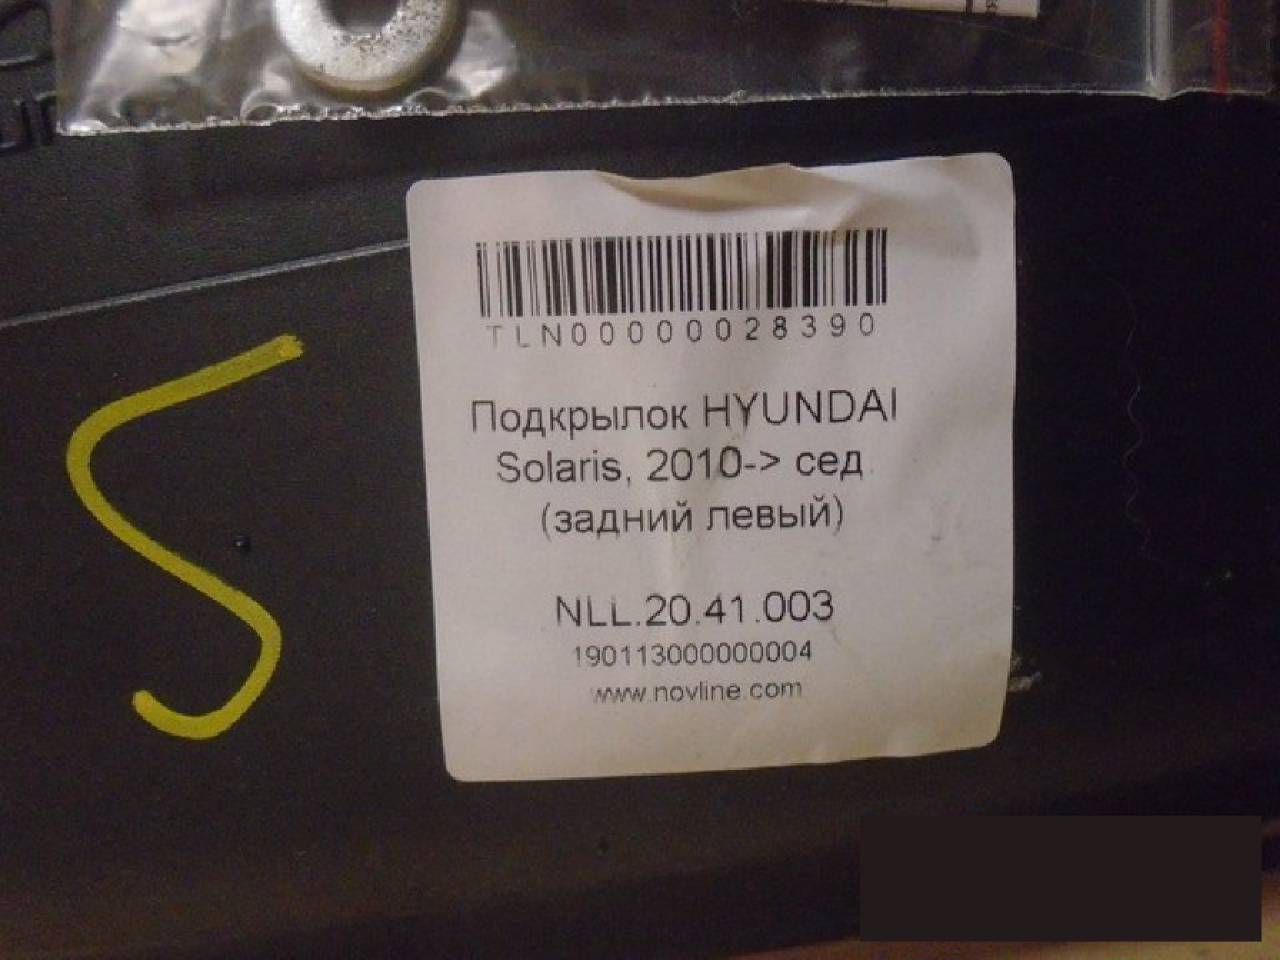 TLN00000028390
Подкрылок HYUNDAI
Solaris, 2010-> сед.
(задний левый)
NLL.20.41.003
190113000000004
www.novline.com